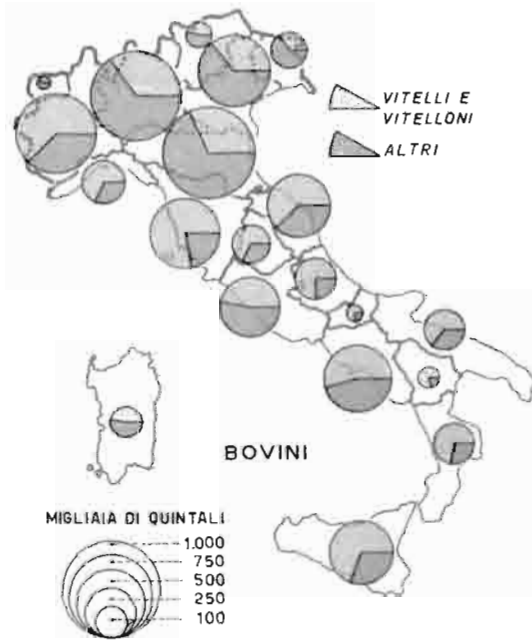 VITELLI E
VITELLONI
ALTRI
BOVINI
MIGLIAIA DI QUINTALI
1.000
750
500
250
100